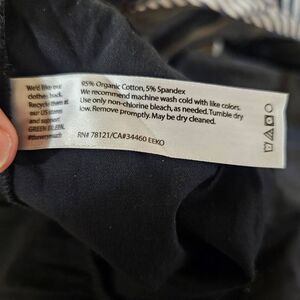 We'd like our
clothes back.
Recycle them at
our US stores
and support
GREEN EILEEN.
95% Organic Cotton, 5% Spandex
We recommend machine wash cold with like colors.
Use only non-chlorine bleach, as needed. Tumble dry
low. Remove promptly. May be dry cleaned.
RN# 78121/CA#34460 EEKO